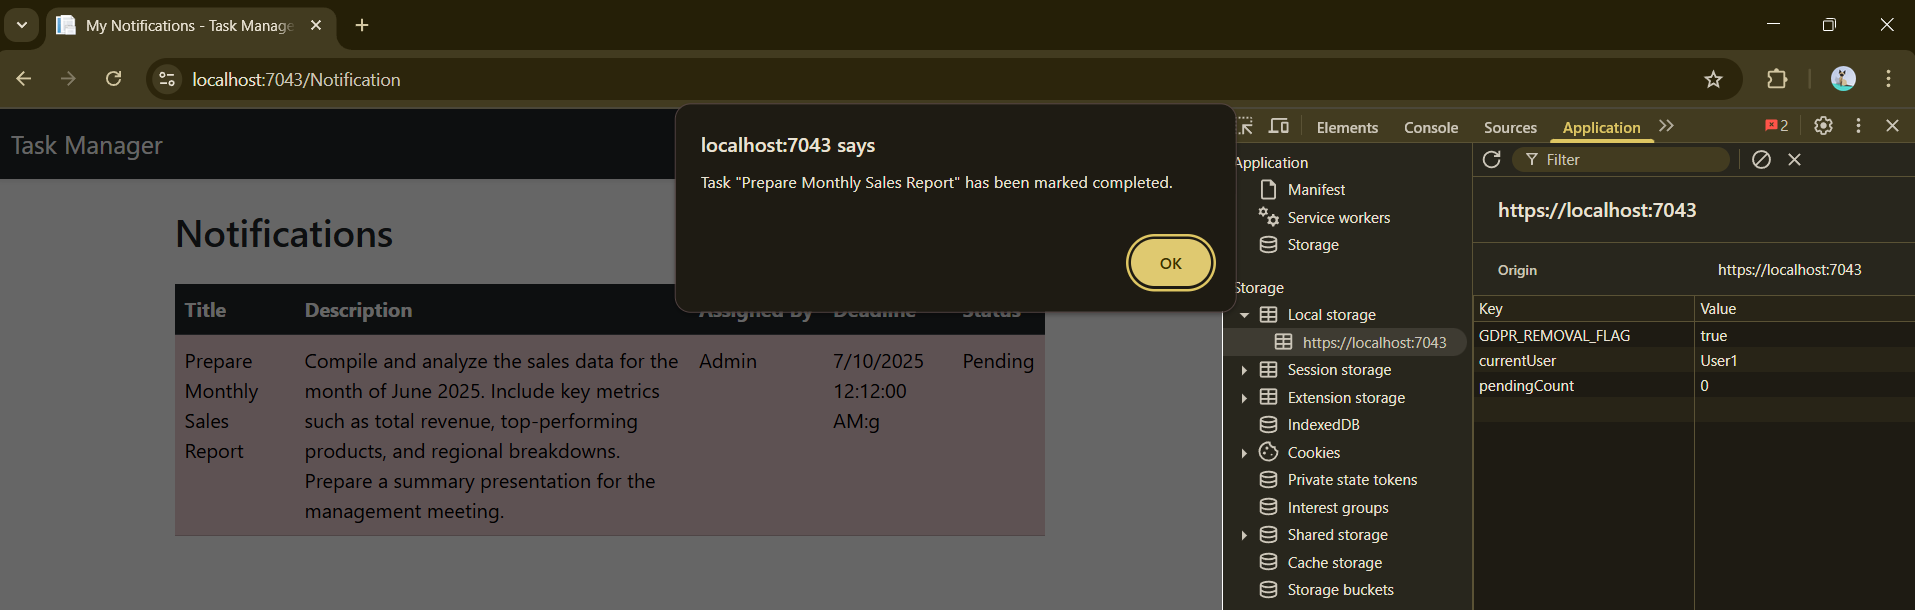 My Notifications - Task Manage
localhost:7043/Notification
Task Manager
Notifications
Title Description Assigned By Deadline Status
Prepare Monthly Sales Report
Compile and analyze the sales data for the
month of June 2025. Include key metrics
such as total revenue, top-performing
products, and regional breakdowns.
Prepare a summary presentation for the
management meeting.
Admin
7/10/2025
12:12:00
AM:g
Pending
localhost:7043 says
Task "Prepare Monthly Sales Report" has been marked completed.
OK
Elements Console Sources Application 2
Application
Manifest
Service workers
Storage
Storage
Local storage
https://localhost:7043
Session storage
Extension storage
IndexedDB
Cookies
Private state tokens
Interest groups
Shared storage
Cache storage
Storage buckets
Filter
https://localhost:7043
Origin https://localhost:7043
Key Value
GDPR_REMOVAL_FLAG true
currentUser User1
pendingCount 0